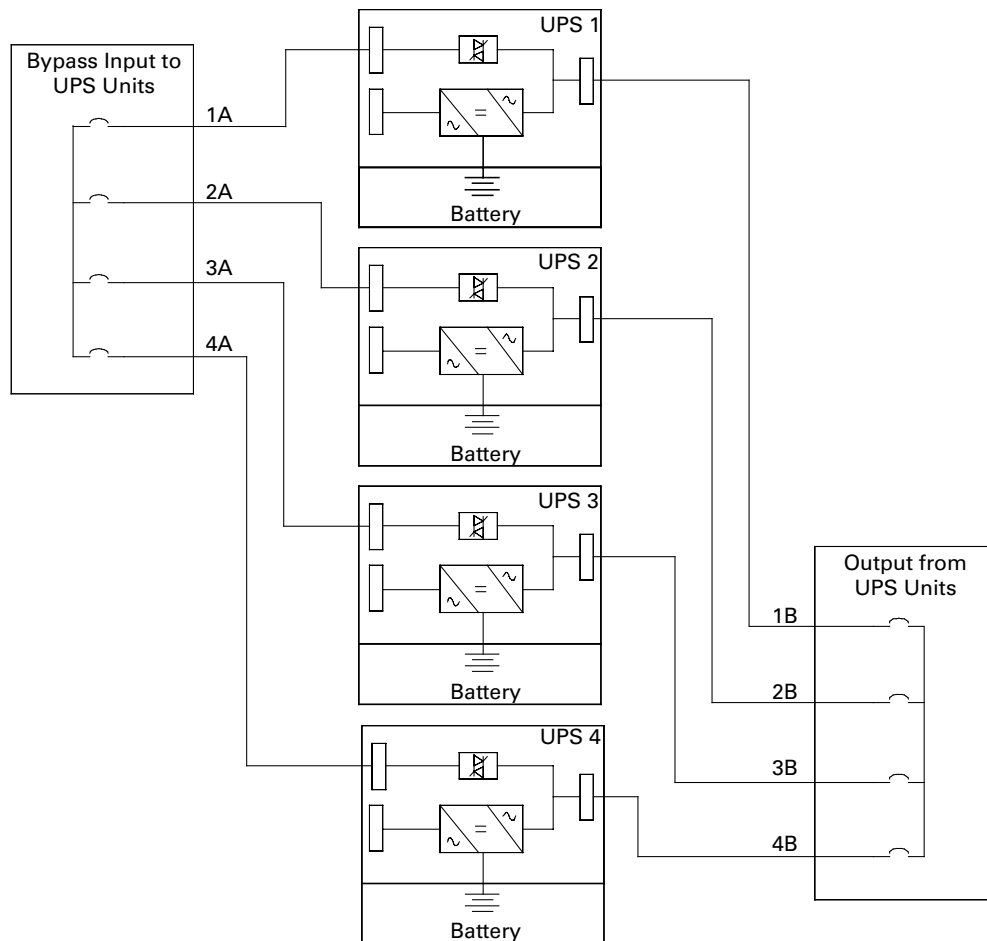 Bypass Input to
UPS Units
1A
2A
3A
4A
UPS 1
Battery
UPS 2
Battery
UPS 3
Battery
UPS 4
Battery
Output from
UPS Units
1B
2B
3B
4B